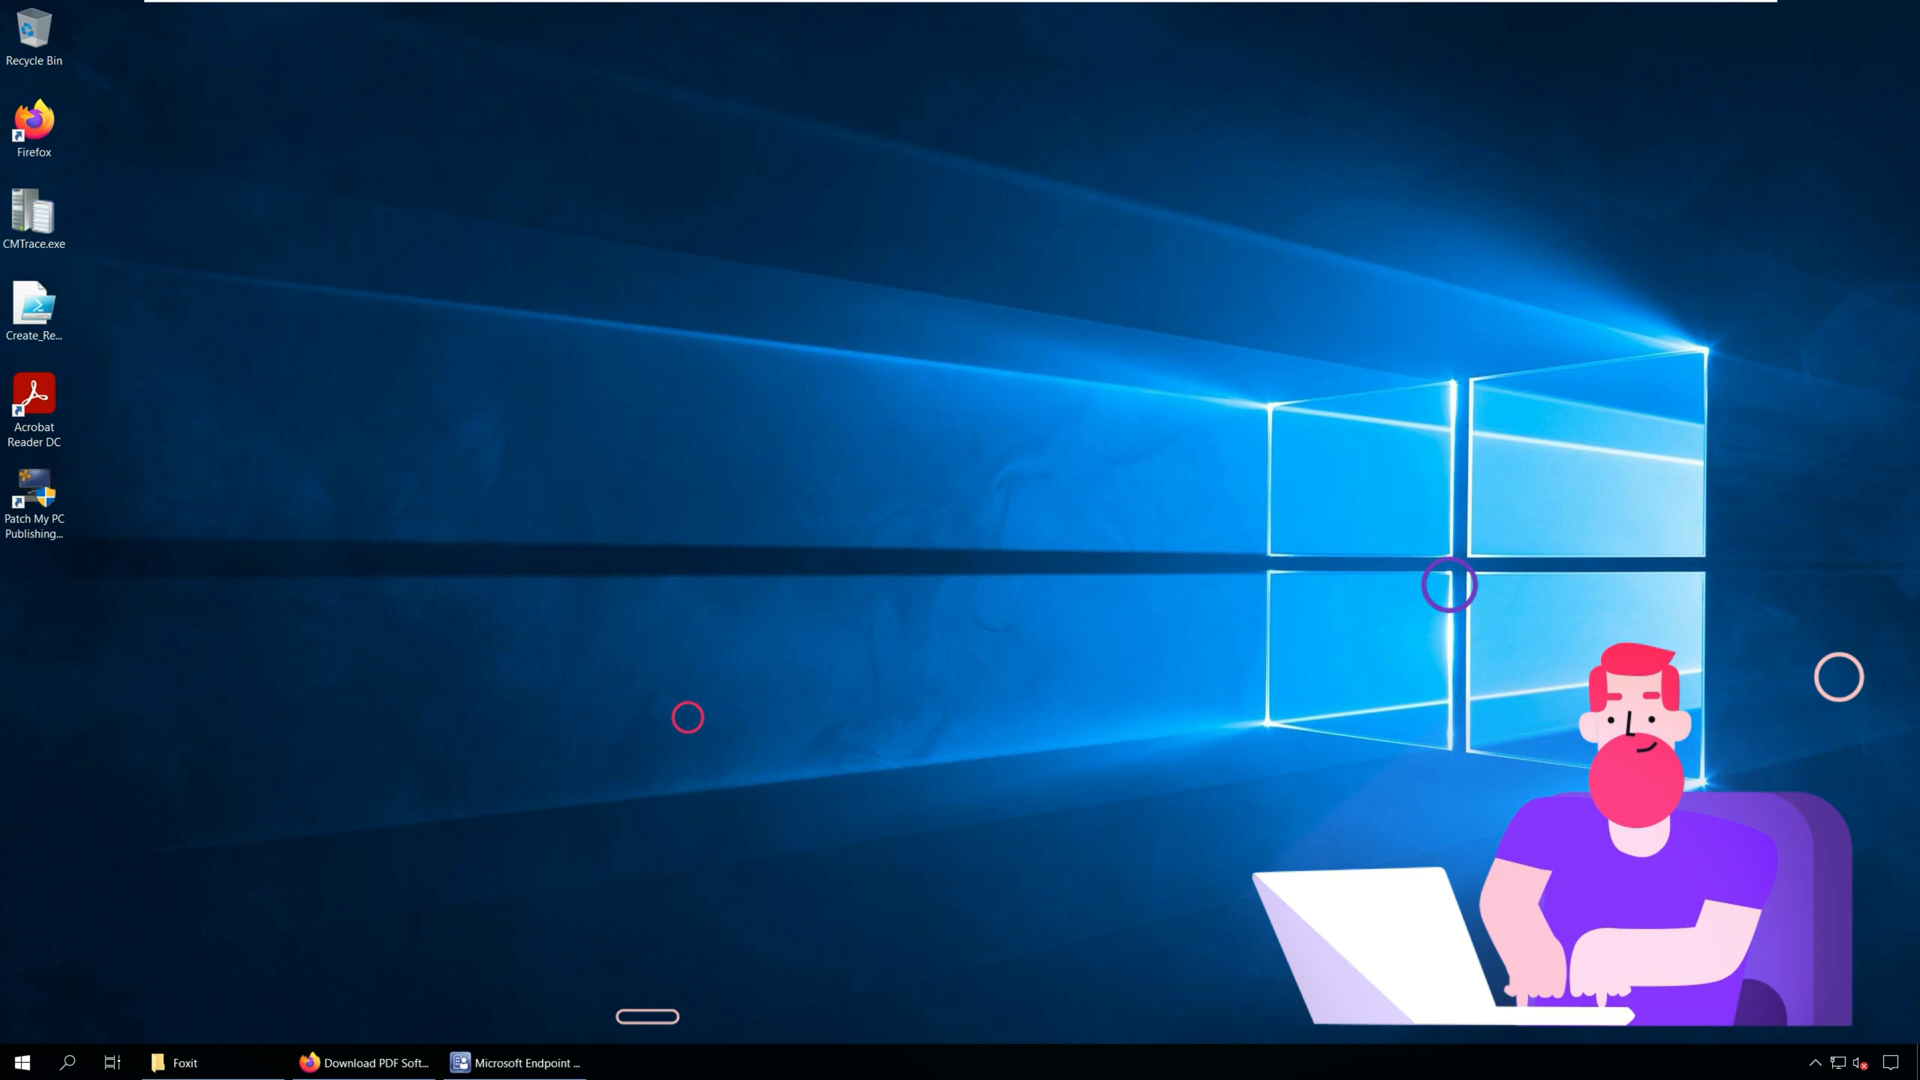 Recycle Bin
Firefox
CMTrace.exe
Create_Re...
Acrobat
Reader DC
Patch My PC
Publishing...
Foxit
Download PDF Soft...
Microsoft Endpoint ...